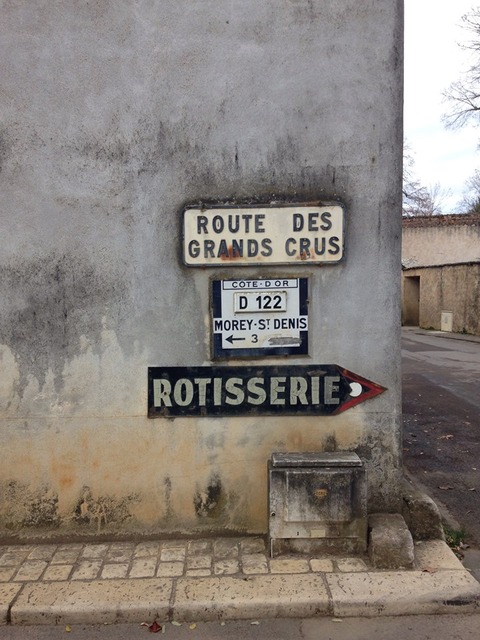 ROUTE DES
GRANDS CRUS
CÔTE-D'OR
D 122
MOREY-ST DENIS
← 3
ROTISSERIE